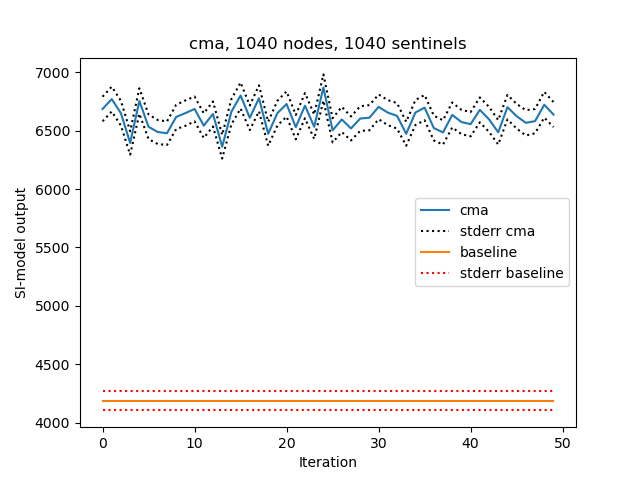 cma, 1040 nodes, 1040 sentinels
7000
6500
6000
5500
5000
4500
4000
SI-model output
cma
stderr cma
baseline
stderr baseline
0 10 20 30 40 50
Iteration